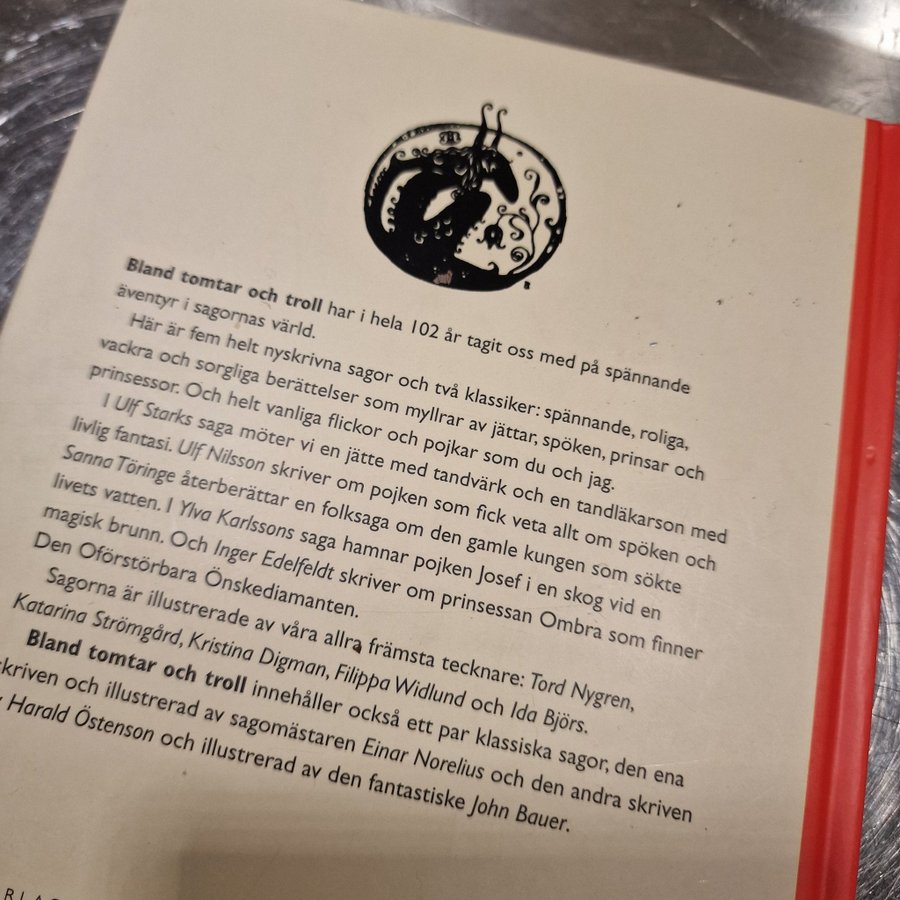 Bland tomtar och troll har i hela 102 år tagit oss med på spännande
äventyr i sagornas värld.
Här är fem helt nyskrivna sagor och två klassiker: spännande, roliga,
vackra och sorgliga berättelser som myllrar av jättar, spöken, prinsar och
prinsessor. Och helt vanliga flickor och pojkar som du och jag.
I Ulf Starks saga möter vi en jätte med tandvärk och en tandläkarson med
livlig fantasi. Ulf Nilsson skriver om pojken som fick veta allt om spöken och
Sanna Töringe återberättar en folksaga om den gamle kungen som sökte
livets vatten. I Ylva Karlssons saga hamnar pojken Josef i en skog vid en
magisk brunn. Och Inger Edelfeldt skriver om prinsessan Ombra som finner
Den Oförstörbara Önskediamanten.
Sagorna är illustrerade av våra allra främsta tecknare: Tord Nygren,
Katarina Strömgård, Kristina Digman, Filippa Widlund och Ida Björs.
Bland tomtar och troll innehåller också ett par klassiska sagor, den ena
kriven och illustrerad av sagomästaren Einar Norelius och den andra skriven
Harald Östenson och illustrerad av den fantastiske John Bauer.